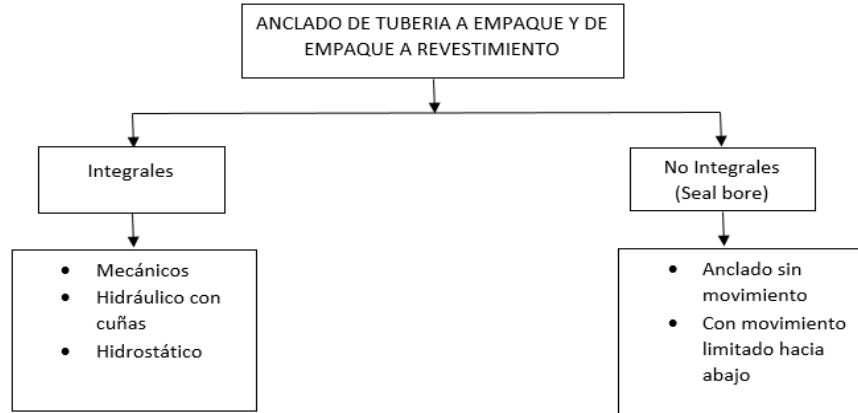 ANCLADO DE TUBERIA A EMPAQUE Y DE
EMPAQUE A REVESTIMIENTO
Integrales
No Integrales
(Seal bore)
• Mecánicos
• Hidráulico con
cuñas
• Hidrostático
• Anclado sin
movimiento
• Con movimiento
limitado hacia
abajo